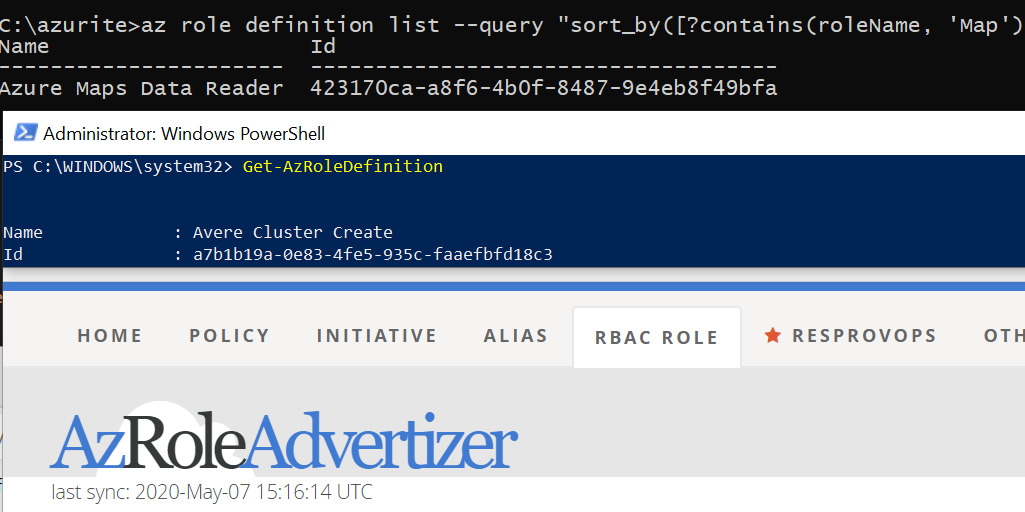 C:\azurite>az role definition list --query "sort_by([?contains(roleName, 'Map')
Name Id
---------------------- ------------------------------------
Azure Maps Data Reader 423170ca-a8f6-4b0f-8487-9e4eb8f49bfa
Administrator: Windows PowerShell
PS C:\WINDOWS\system32> Get-AzRoleDefinition
Name : Avere Cluster Create
Id : a7b1b19a-0e83-4fe5-935c-faaefbfd18c3
HOME POLICY INITIATIVE ALIAS RBAC ROLE RESPROVOPS OTH
AzRoleAdvertizer
last sync: 2020-May-07 15:16:14 UTC